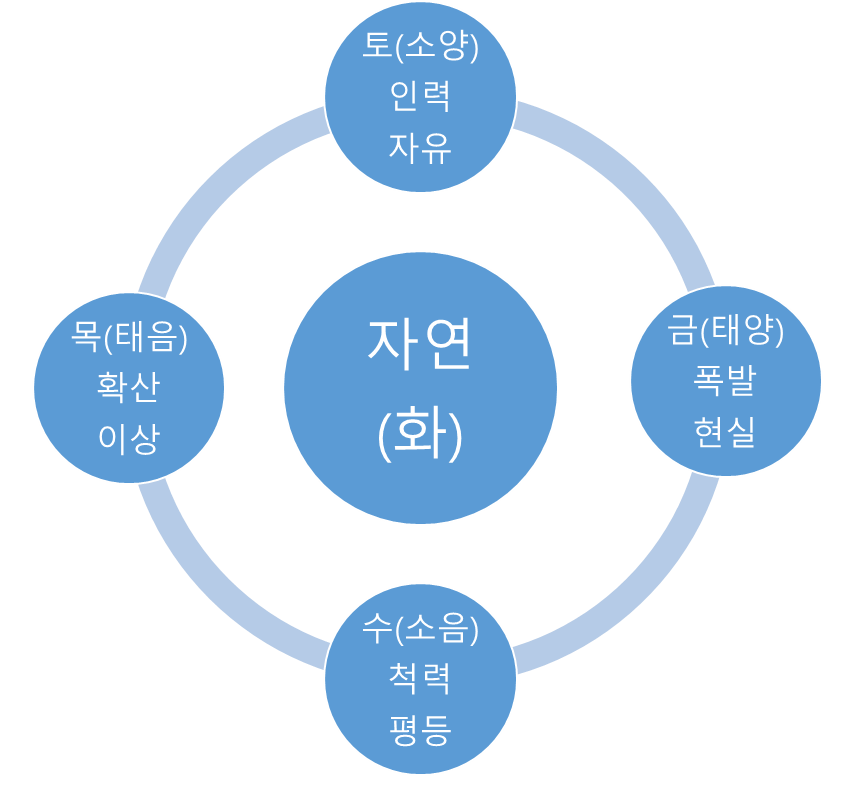 토(소양)
인력
자유
목(태음)
확산
이상
자연
(화)
금(태양)
폭발
현실
수(소음)
척력
평등